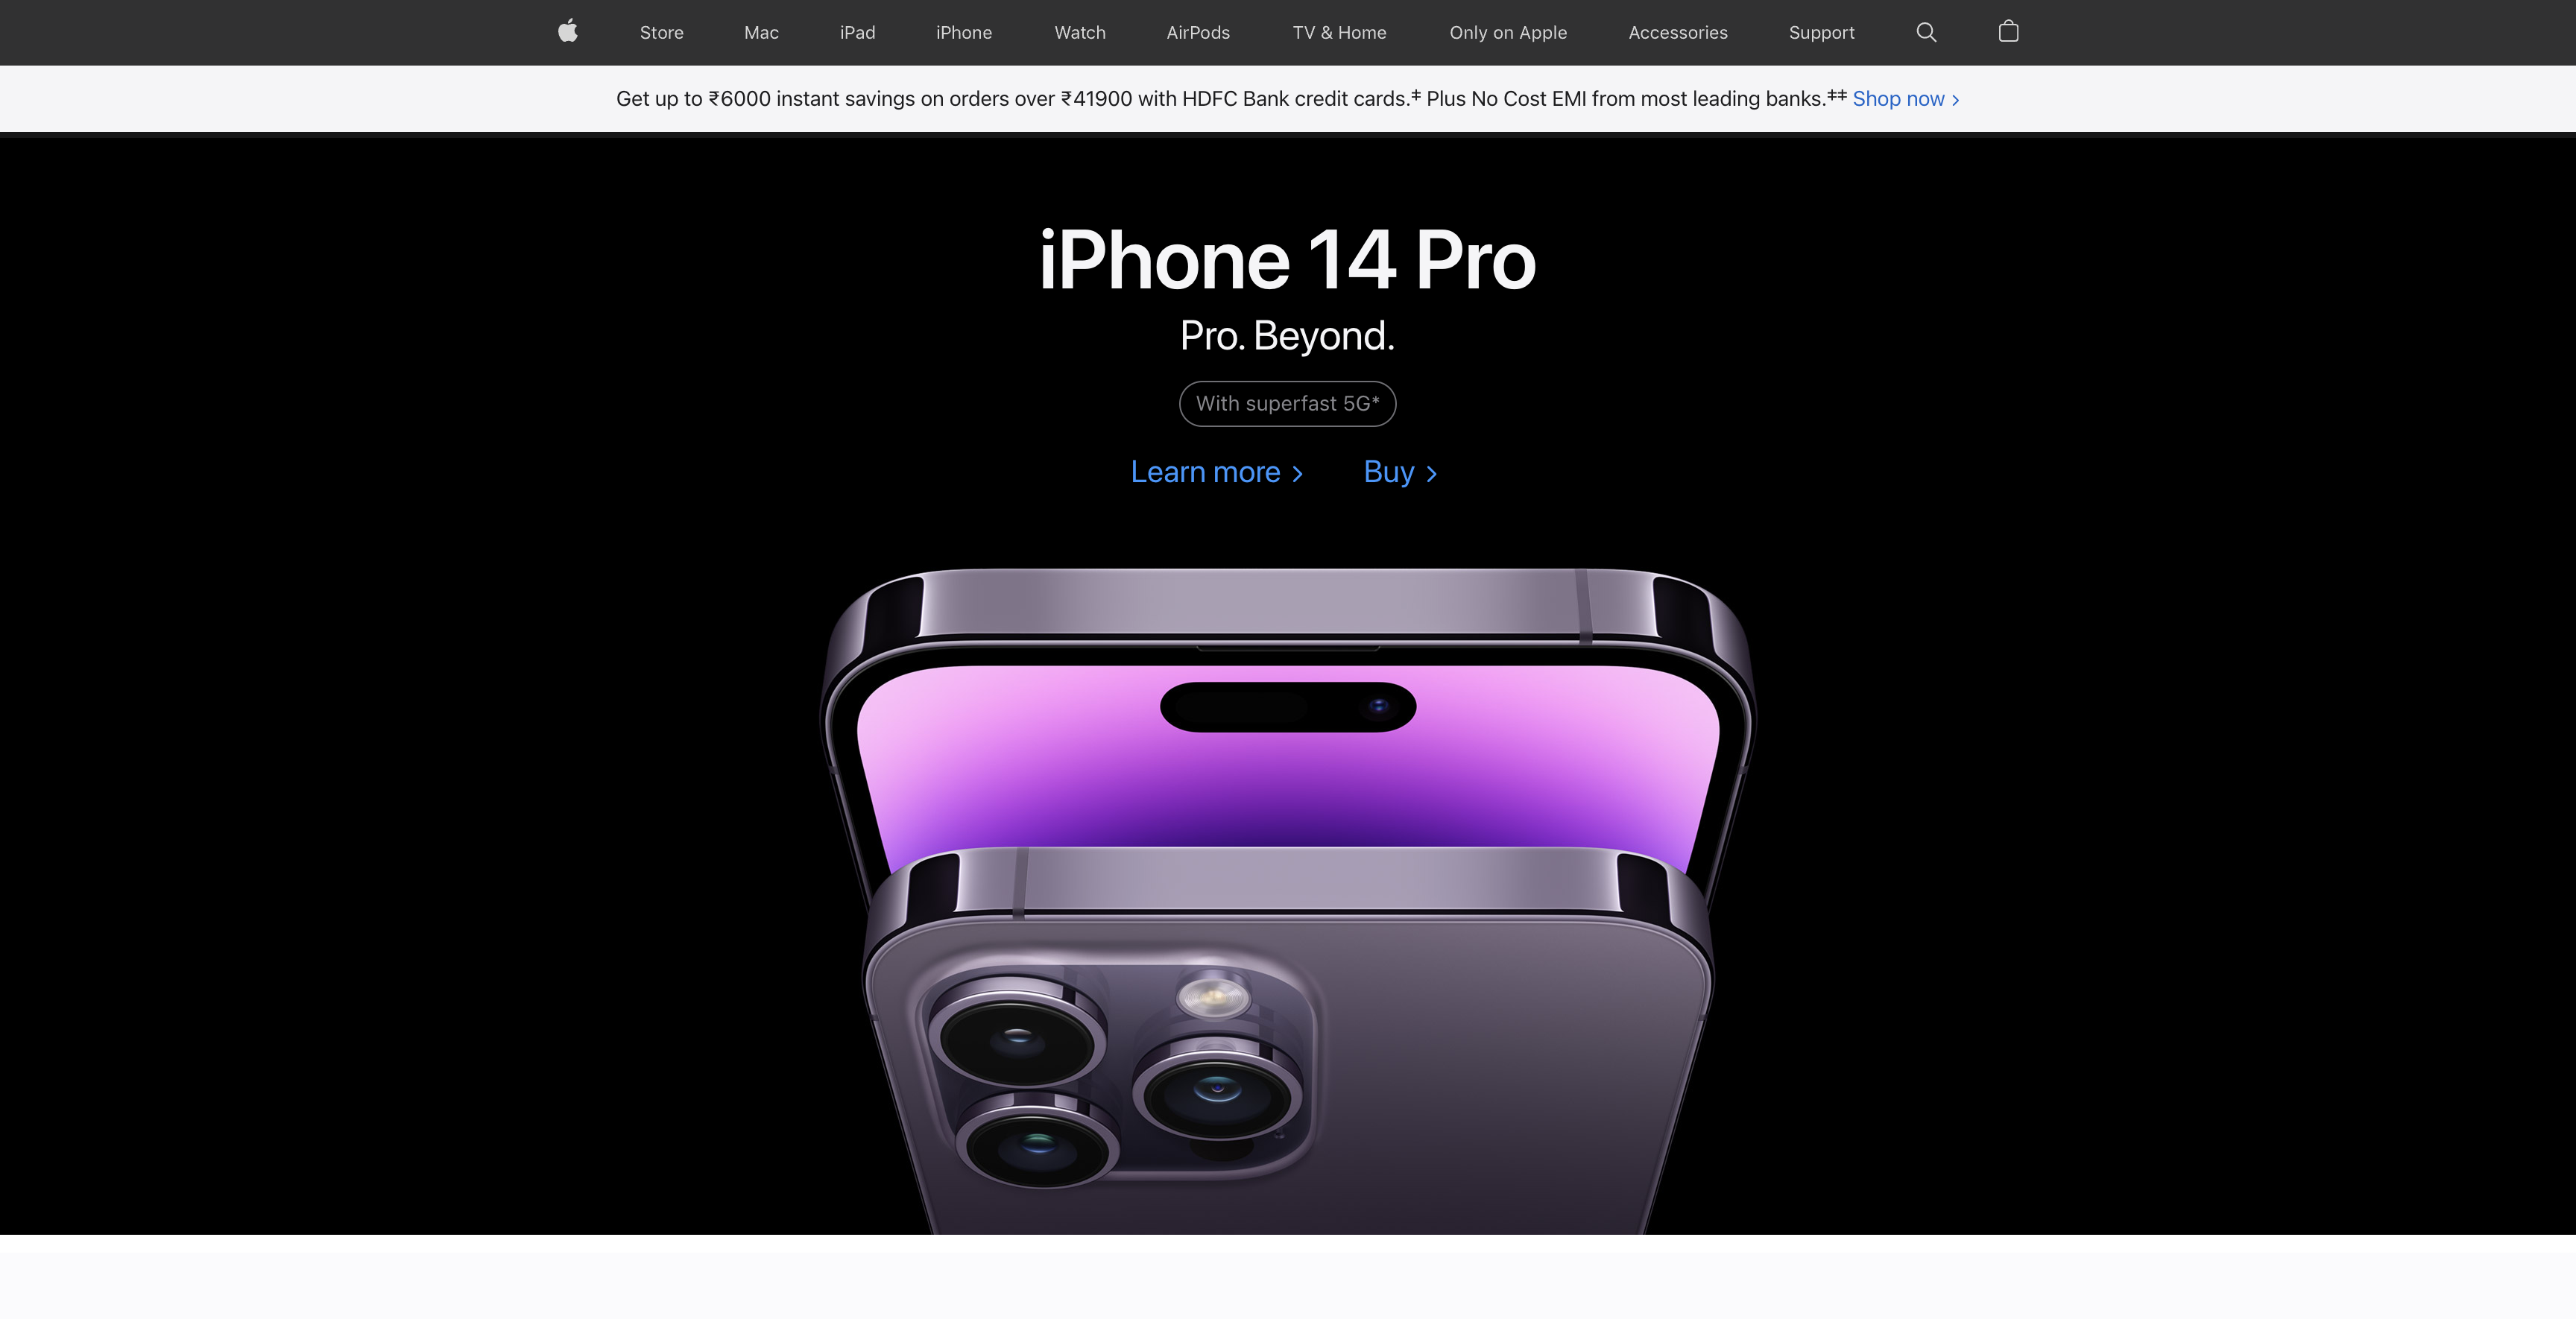 Store Mac iPad iPhone Watch AirPods TV & Home Only on Apple Accessories Support
Get up to ₹6000 instant savings on orders over ₹41900 with HDFC Bank credit cards.‡ Plus No Cost EMI from most leading banks.‡‡ Shop now >
iPhone 14 Pro
Pro. Beyond.
With superfast 5G*
Learn more > Buy >